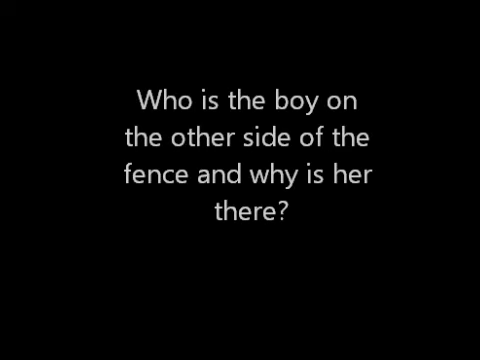 Who is the boy on
the other side of the
fence and why is her
there?